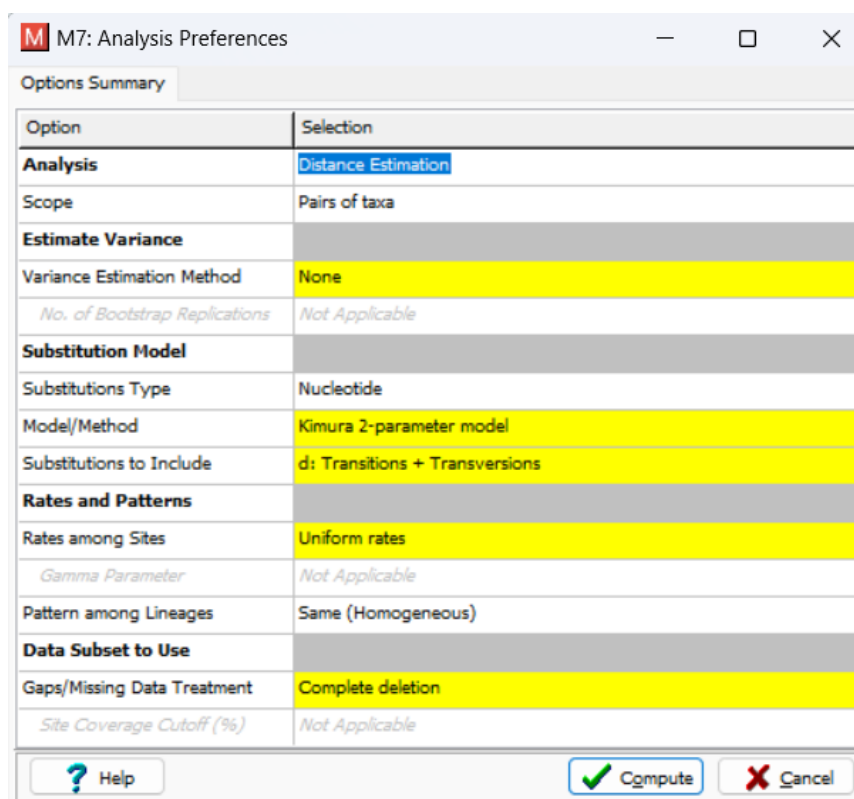 M M7: Analysis Preferences
Options Summary
Option Selection
Analysis Distance Estimation
Scope Pairs of taxa
Estimate Variance
Variance Estimation Method None
No. of Bootstrap Replications Not Applicable
Substitution Model
Substitutions Type Nucleotide
Model/Method Kimura 2-parameter model
Substitutions to Include d: Transitions + Transversions
Rates and Patterns
Rates among Sites Uniform rates
Gamma Parameter Not Applicable
Pattern among Lineages Same (Homogeneous)
Data Subset to Use
Gaps/Missing Data Treatment Complete deletion
Site Coverage Cutoff (%) Not Applicable
? Help Compute Cancel